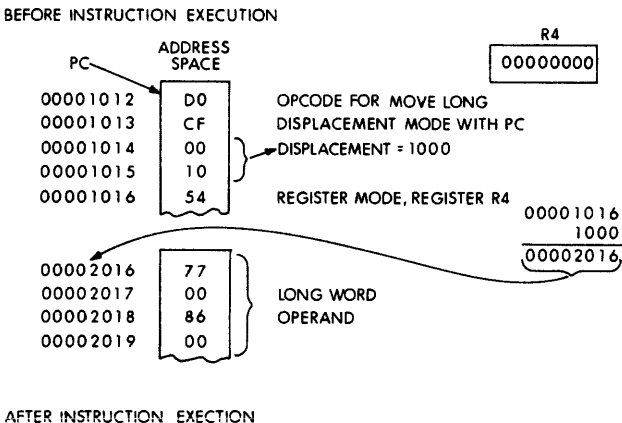 BEFORE INSTRUCTION EXECUTION
R4
00000000
PC
ADDRESS
SPACE
00001012 D0 OPCODE FOR MOVE LONG
00001013 CF DISPLACEMENT MODE WITH PC
00001014 00 DISPLACEMENT = 1000
00001015 10
00001016 54 REGISTER MODE, REGISTER R4
00001016
1000
00002016
00002016 77
00002017 00 LONG WORD
00002018 86 OPERAND
00002019 00
AFTER INSTRUCTION EXECTION